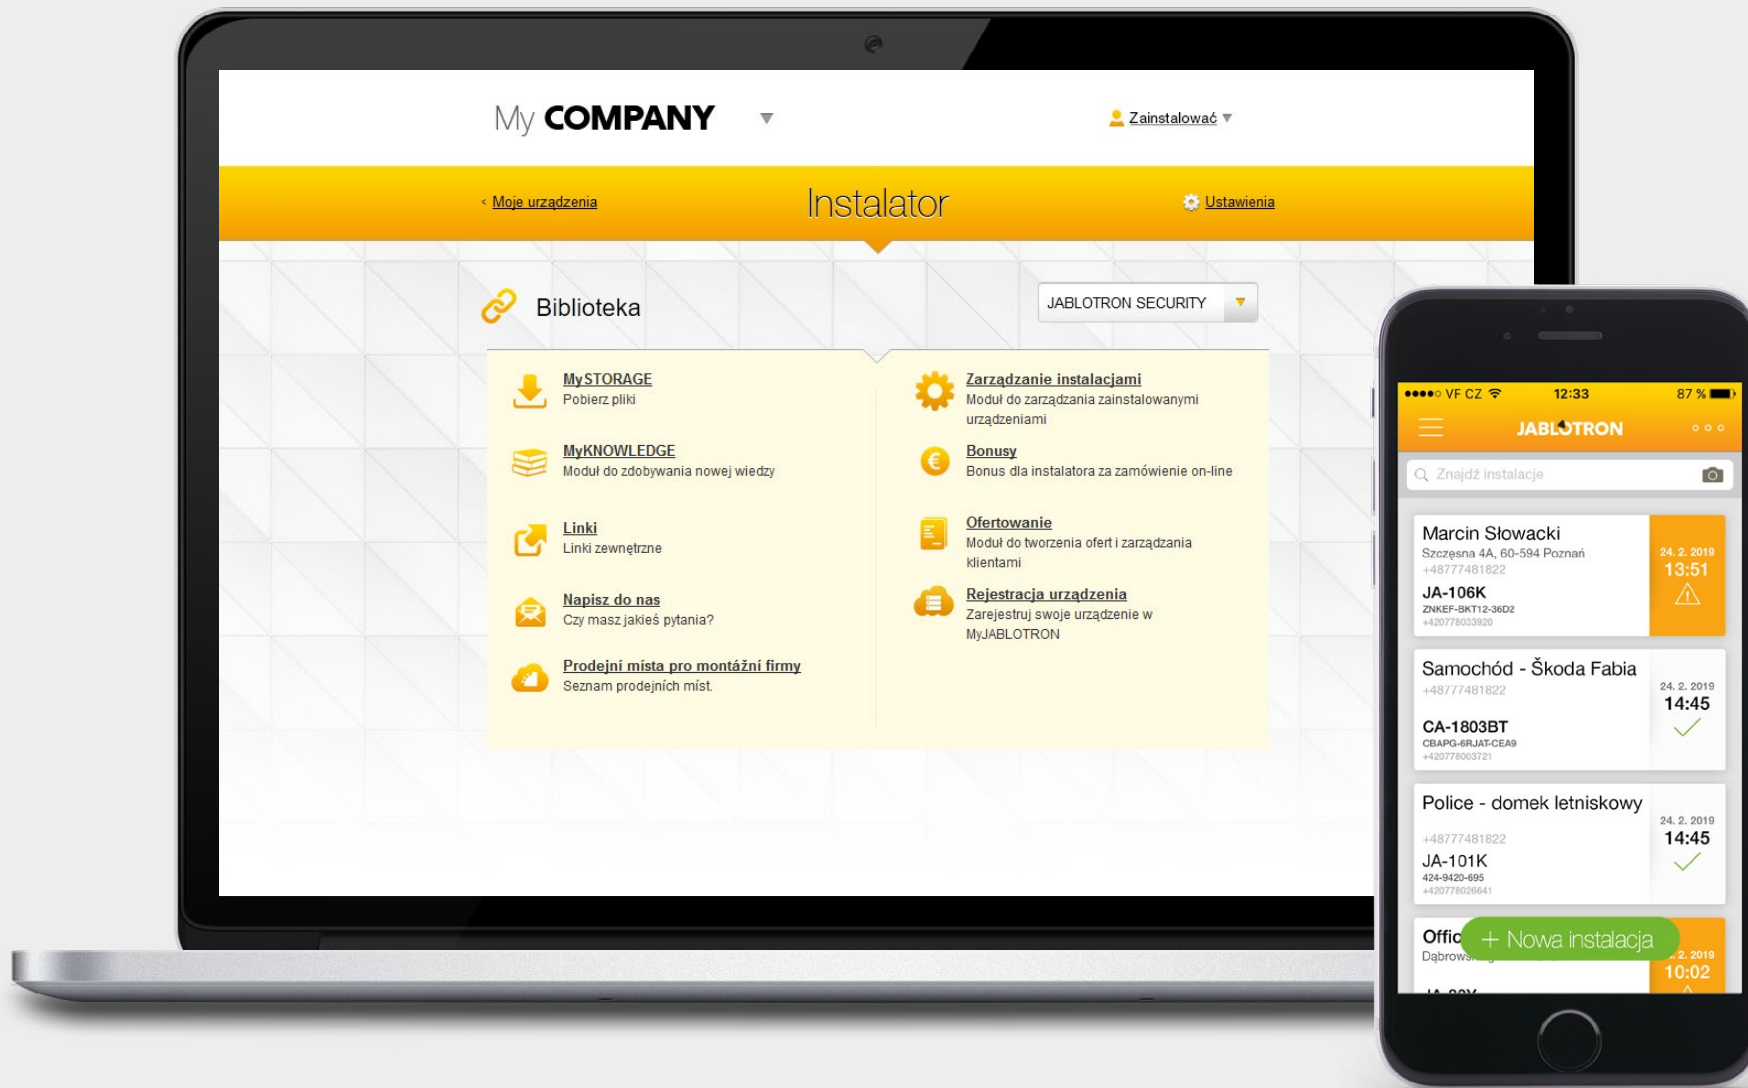 My COMPANY
Zainstalować
< Moje urządzenia
Instalator
Ustawienia
Biblioteka
JABLOTRON SECURITY
MySTORAGE
Pobierz pliki
MyKNOWLEDGE
Moduł do zdobywania nowej wiedzy
Linki
Linki zewnętrzne
Napisz do nas
Czy masz jakieś pytania?
Prodejní místa pro montážní firmy
Seznam prodejních míst.
Zarządzanie instalacjami
Moduł do zarządzania zainstalowanymi
urządzeniami
Bonusy
Bonus dla instalatora za zamówienie on-line
Ofertowanie
Moduł do tworzenia ofert i zarządzania
klientami
Rejestracja urządzenia
Zarejestruj swoje urządzenie w
MyJABLOTRON
VF CZ 12:33 87 %
JABLOTRON
Znajdź instalacje
Marcin Słowacki
Szczęsna 4A, 60-594 Poznań
+48777481822
JA-106K
ZNKEF-BKT12-36D2
+420778033920
24. 2. 2019
13:51
Samochód - Škoda Fabia
+48777481822
CA-1803BT
CBAPG-6RJAT-CEA9
+420778003721
24. 2. 2019
14:45
Police - domek letniskowy
+48777481822
JA-101K
424-9420-695
+420778026641
24. 2. 2019
14:45
+ Nowa instalacja
2. 2019
10:02